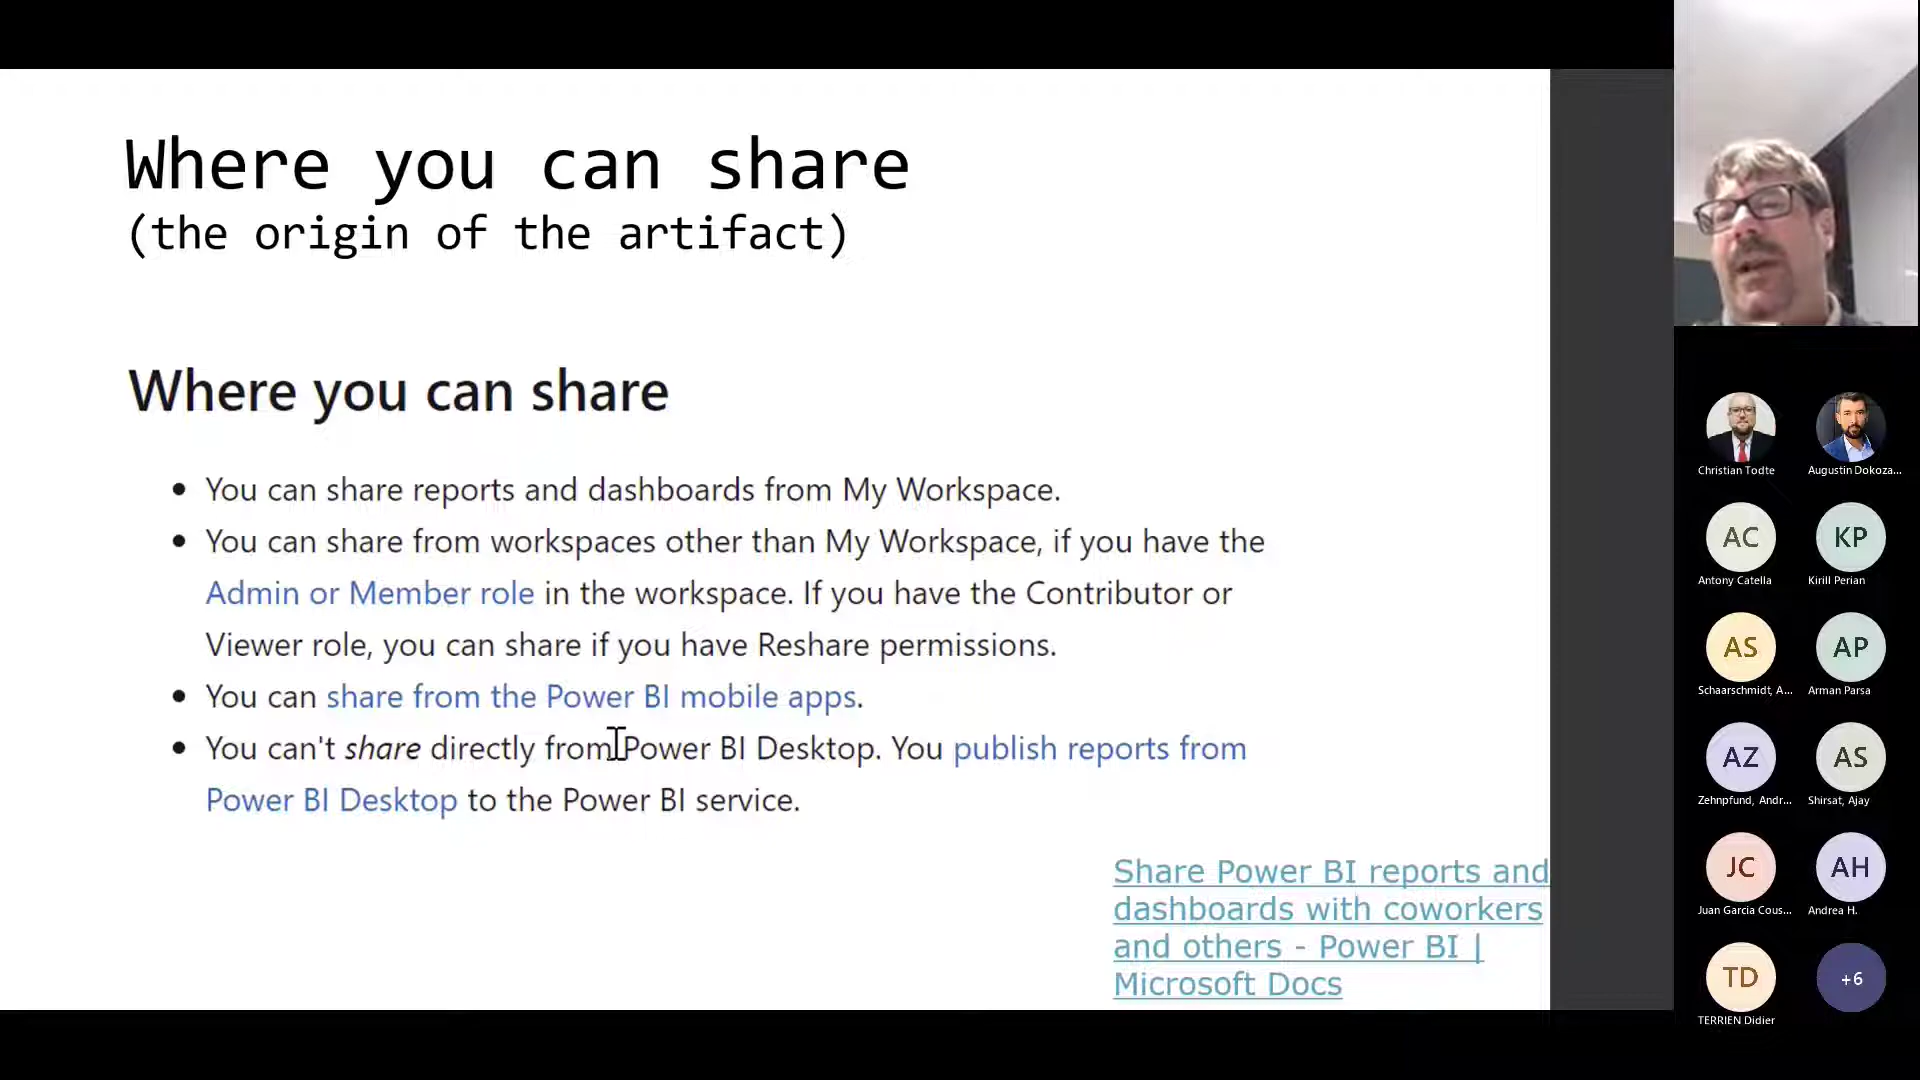 Where you can share
(the origin of the artifact)
Where you can share
• You can share reports and dashboards from My Workspace.
• You can share from workspaces other than My Workspace, if you have the
Admin or Member role in the workspace. If you have the Contributor or
Viewer role, you can share if you have Reshare permissions.
• You can share from the Power BI mobile apps.
• You can't share directly from Power BI Desktop. You publish reports from
Power BI Desktop to the Power BI service.
Share Power BI reports and
dashboards with coworkers
and others - Power BI |
Microsoft Docs
Christian Todte
Augustin Dokoza...
AC
KP
Antony Catella
Kirill Perian
AS
AP
Schaarschmidt, A...
Arman Parsa
AZ
AS
Zehnpfund, Andr...
Shirsat, Ajay
JC
AH
Juan Garcia Cous...
Andrea H.
TD
+6
TERRIEN Didier